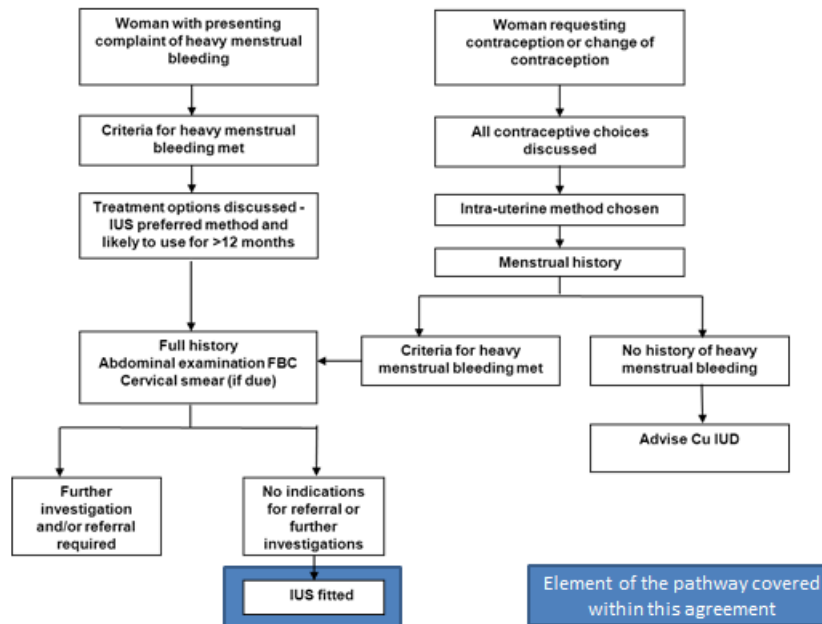 Woman with presenting
complaint of heavy menstrual
bleeding
Woman requesting
contraception or change of
contraception
Criteria for heavy menstrual
bleeding met
All contraceptive choices
discussed
Treatment options discussed -
IUS preferred method and
likely to use for >12 months
Intra-uterine method chosen
Menstrual history
Full history
Abdominal examination FBC
Cervical smear (if due)
Criteria for heavy
menstrual bleeding met
No history of heavy
menstrual bleeding
Advise Cu IUD
Further
investigation
and/or referral
required
No indications
for referral or
further
investigations
IUS fitted
Element of the pathway covered
within this agreement